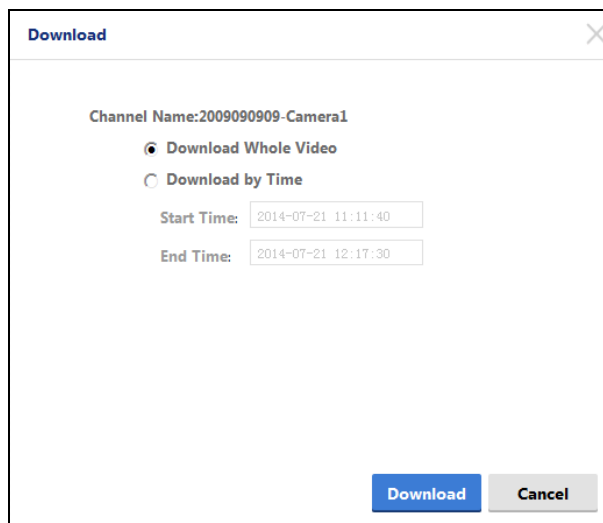 Download
Channel Name:2009090909-Camera1
Download Whole Video
Download by Time
Start Time: 2014-07-21 11:11:40
End Time: 2014-07-21 12:17:30
Download Cancel